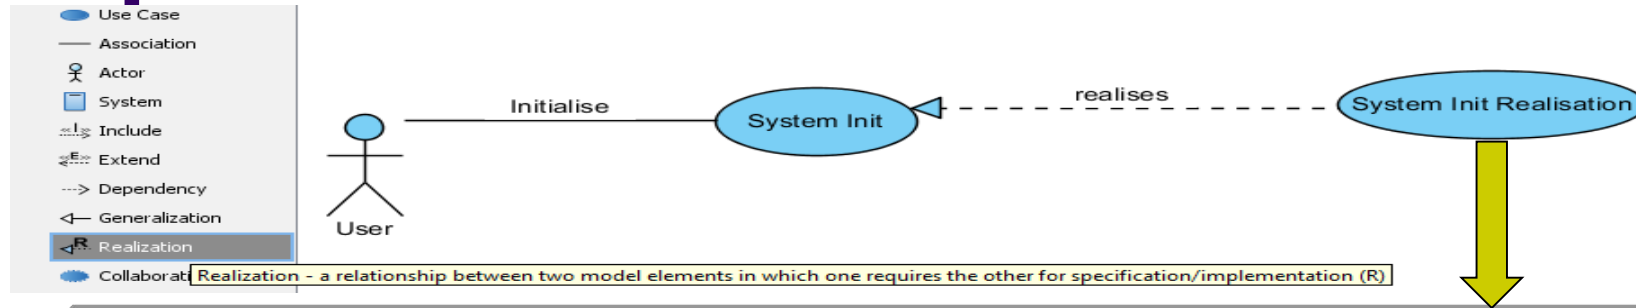 Use Case
Association
Actor
System
Include
Extend
Dependency
Generalization
Realization
Collaborati
Realization - a relationship between two model elements in which one requires the other for specification/implementation (R)
Initialise
User
System Init
realises
System Init Realisation